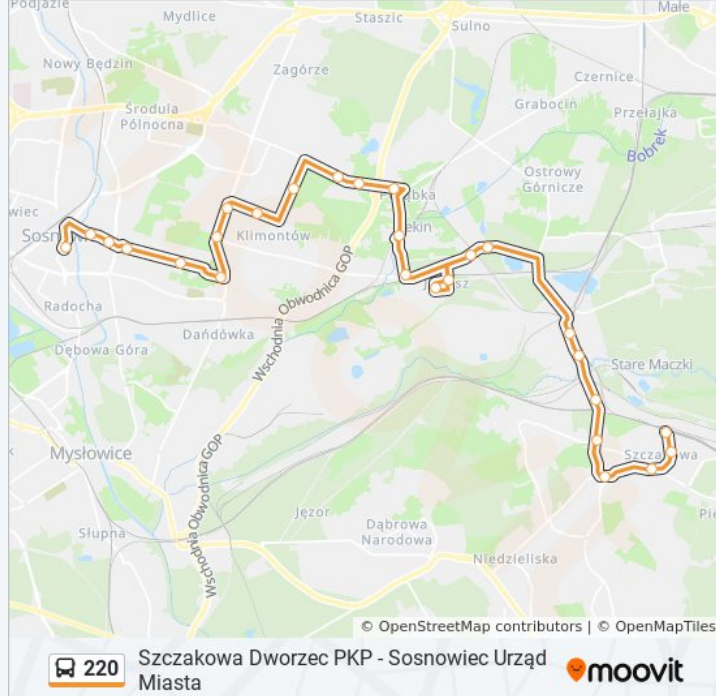 Podjazie
Mydlice
Staszic
Sulno
Małe
Nowy Będzin
Zagórze
Czernice
Grabocin
Przełajka
Środula
Północna
Bobrek
Ostrowy
Górnicze
wiec
Klimontów
Radocha
Wschodnia Obwodnica GOP
Dańdówka
Dębowa Góra
Stare Maczki
Mysłowice
Wschodnia Obwodnica GOP
Jęzor
Słupna
Dąbrowa
Narodowa
Niedzieliska
© OpenStreetMap contributors | © OpenMapTiles
220
Szczakowa Dworzec PKP - Sosnowiec Urząd
Miasta
moovit